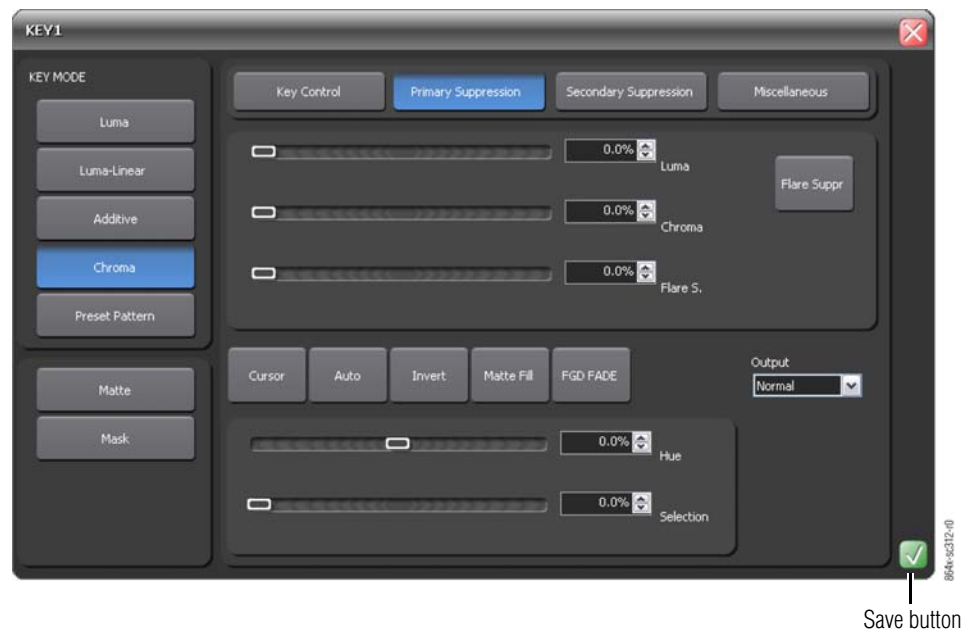 KEY1
KEY MODE
Luma
Luma-Linear
Additive
Chroma
Preset Pattern
Matte
Mask
Key Control
Primary Suppression
Secondary Suppression
Miscellaneous
0.0%
Luma
0.0%
Chroma
0.0%
Flare S.
Flare Suppr
Cursor
Auto
Invert
Matte Fill
FGD FADE
Output
Normal
0.0%
Hue
0.0%
Selection
864x-sc312-r0
Save button